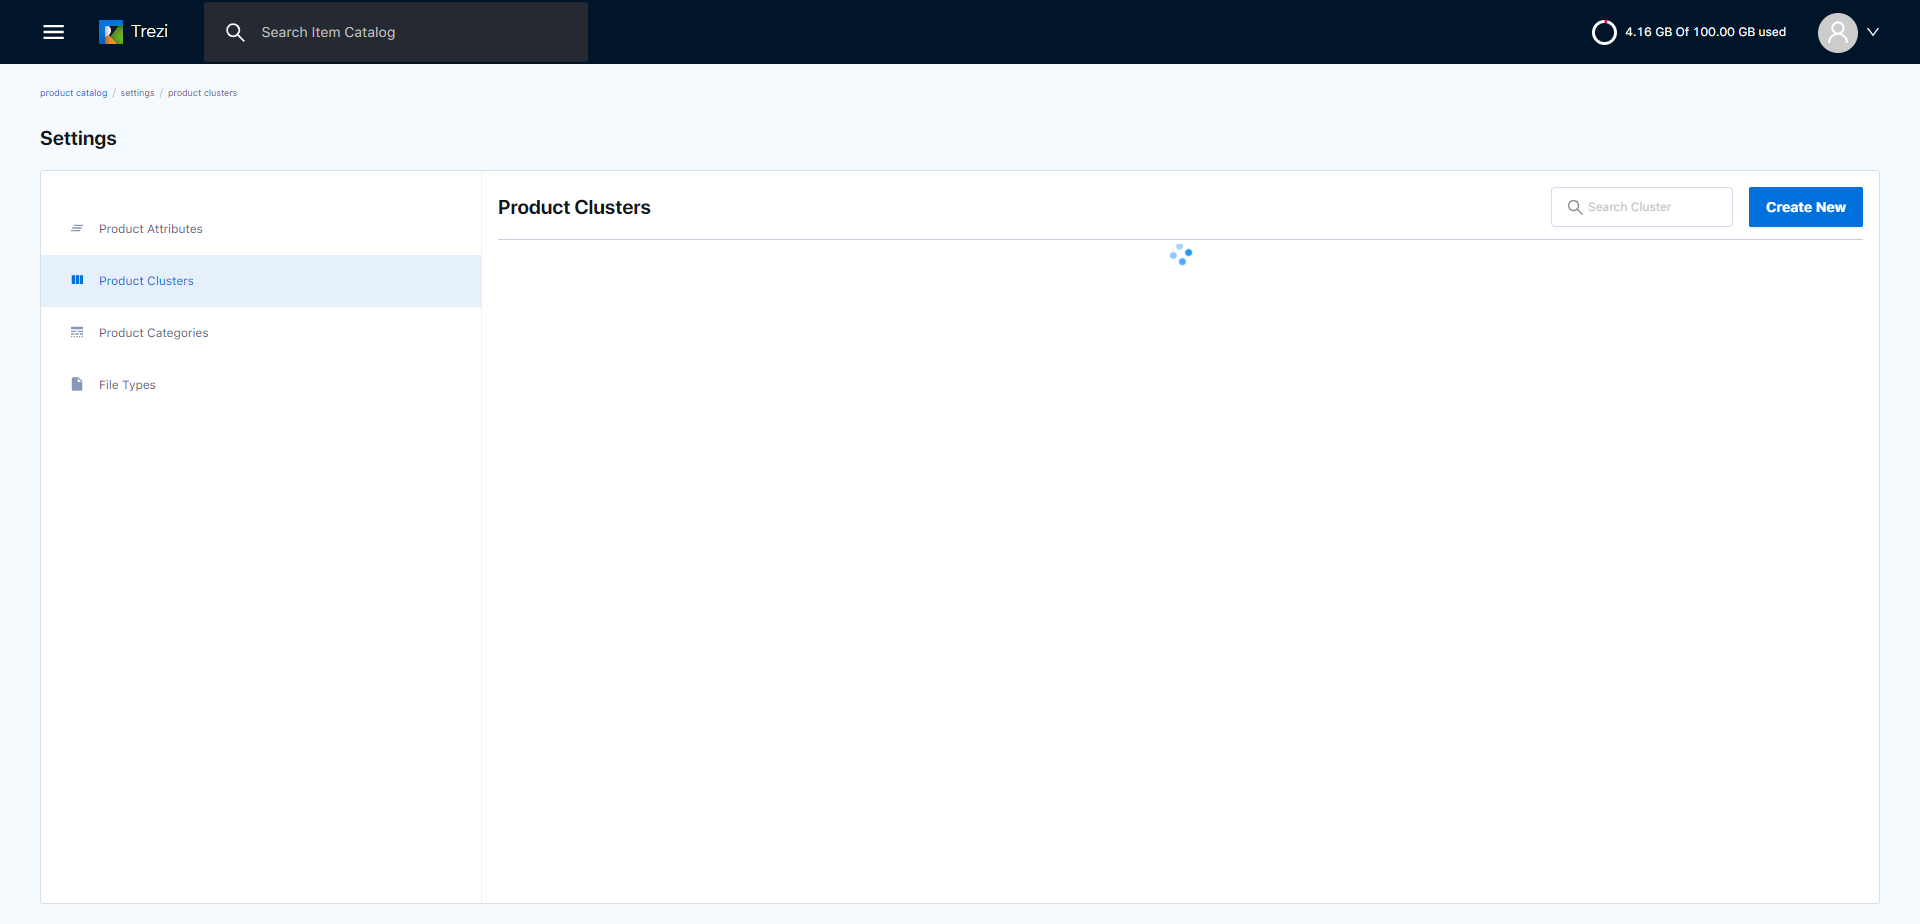 Trezi
Search Item Catalog
4.16 GB Of 100.00 GB used
product catalog / settings / product clusters
Settings
Product Attributes
Product Clusters
Product Categories
File Types
Product Clusters
Search Cluster
Create New